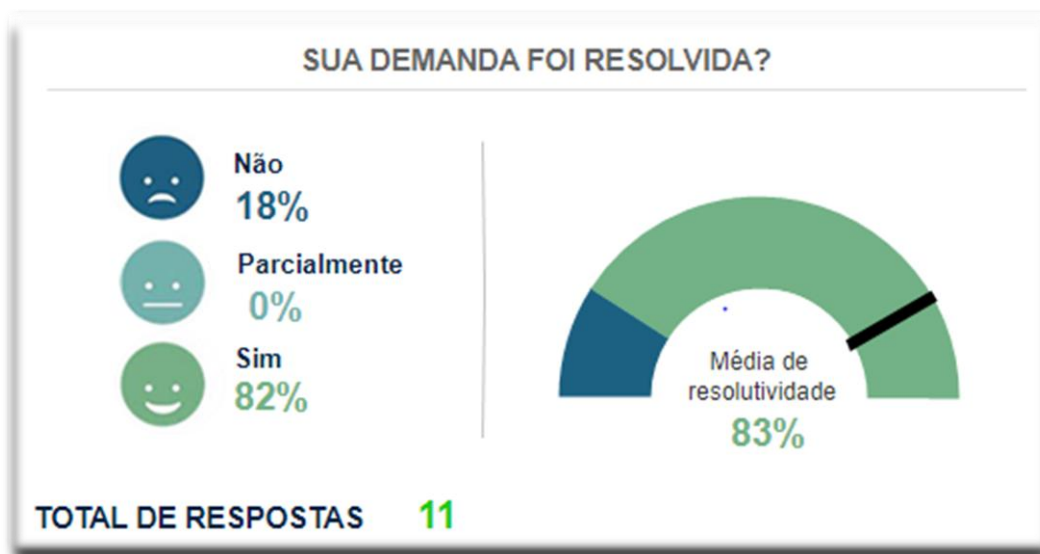 SUA DEMANDA FOI RESOLVIDA?
Não
18%
Parcialmente
0%
Sim
82%
Média de
resolutividade
83%
TOTAL DE RESPOSTAS 11